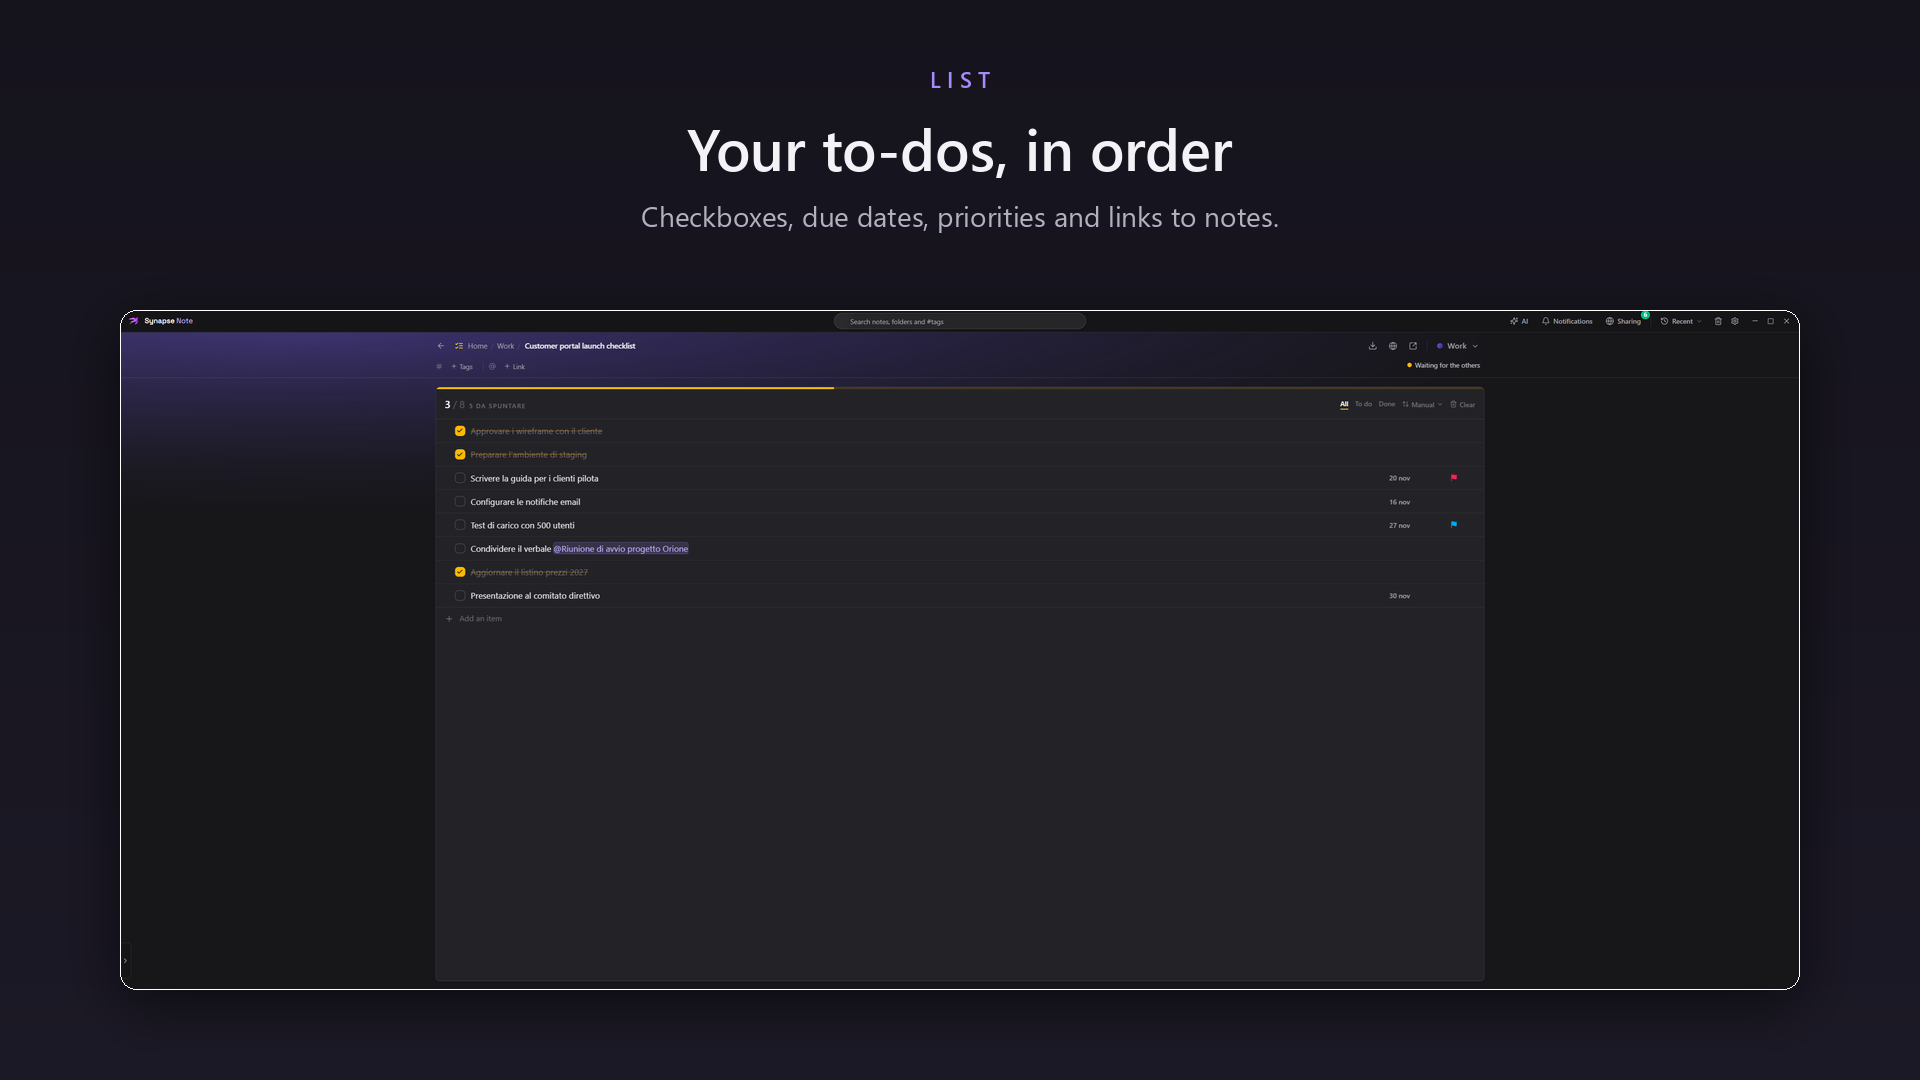 LIST
Your to-dos, in order
Checkboxes, due dates, priorities and links to notes.
Synapse Note
Search notes, folders and #tags
AI
Notifications
Sharing
6
Recent
Home / Work / Customer portal launch checklist
Work
# + Tags @ + Link
Waiting for the others
3 / 8 5 DA SPUNTARE
All To do Done Manual Clear
Approvare i wireframe con il cliente
Preparare l'ambiente di staging
Scrivere la guida per i clienti pilota 20 nov
Configurare le notifiche email 16 nov
Test di carico con 500 utenti 27 nov
Condividere il verbale @Riunione di avvio progetto Orione
Aggiornare il listino prezzi 2027
Presentazione al comitato direttivo 30 nov
+ Add an item